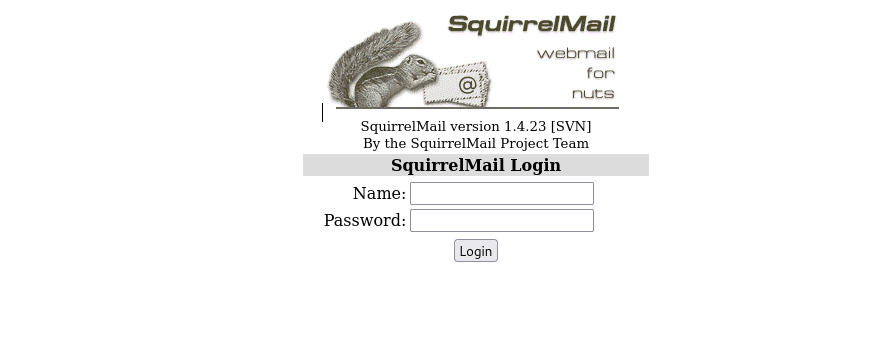 SquirrelMail
webmail
for
nuts
@
SquirrelMail version 1.4.23 [SVN]
By the SquirrelMail Project Team
SquirrelMail Login
Name:
Password:
Login